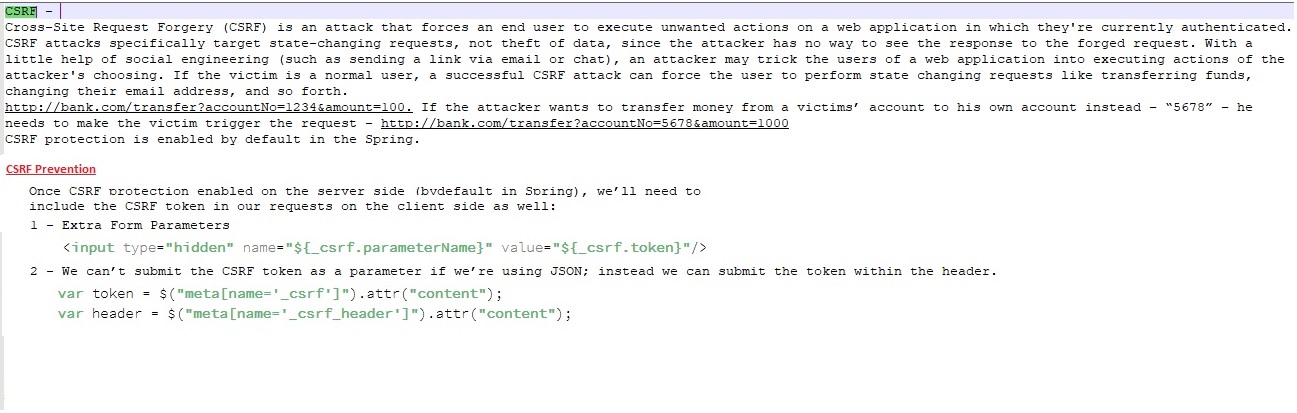 CSRF -
Cross-Site Request Forgery (CSRF) is an attack that forces an end user to execute unwanted actions on a web application in which they're currently authenticated.
CSRF attacks specifically target state-changing requests, not theft of data, since the attacker has no way to see the response to the forged request. With a
little help of social engineering (such as sending a link via email or chat), an attacker may trick the users of a web application into executing actions of the
attacker's choosing. If the victim is a normal user, a successful CSRF attack can force the user to perform state changing requests like transferring funds,
changing their email address, and so forth.
http://bank.com/transfer?accountNo=1234&amount=100. If the attacker wants to transfer money from a victims’ account to his own account instead – “5678” – he
needs to make the victim trigger the request – http://bank.com/transfer?accountNo=5678&amount=1000
CSRF protection is enabled by default in the Spring.
CSRF Prevention
Once CSRF protection enabled on the server side (bydefault in Spring), we’ll need to
include the CSRF token in our requests on the client side as well:
1 - Extra Form Parameters
<input type="hidden" name="${_csrf.parameterName}" value="${_csrf.token}"/>
2 - We can’t submit the CSRF token as a parameter if we’re using JSON; instead we can submit the token within the header.
var token = $("meta[name='_csrf']").attr("content");
var header = $("meta[name='_csrf_header']").attr("content");